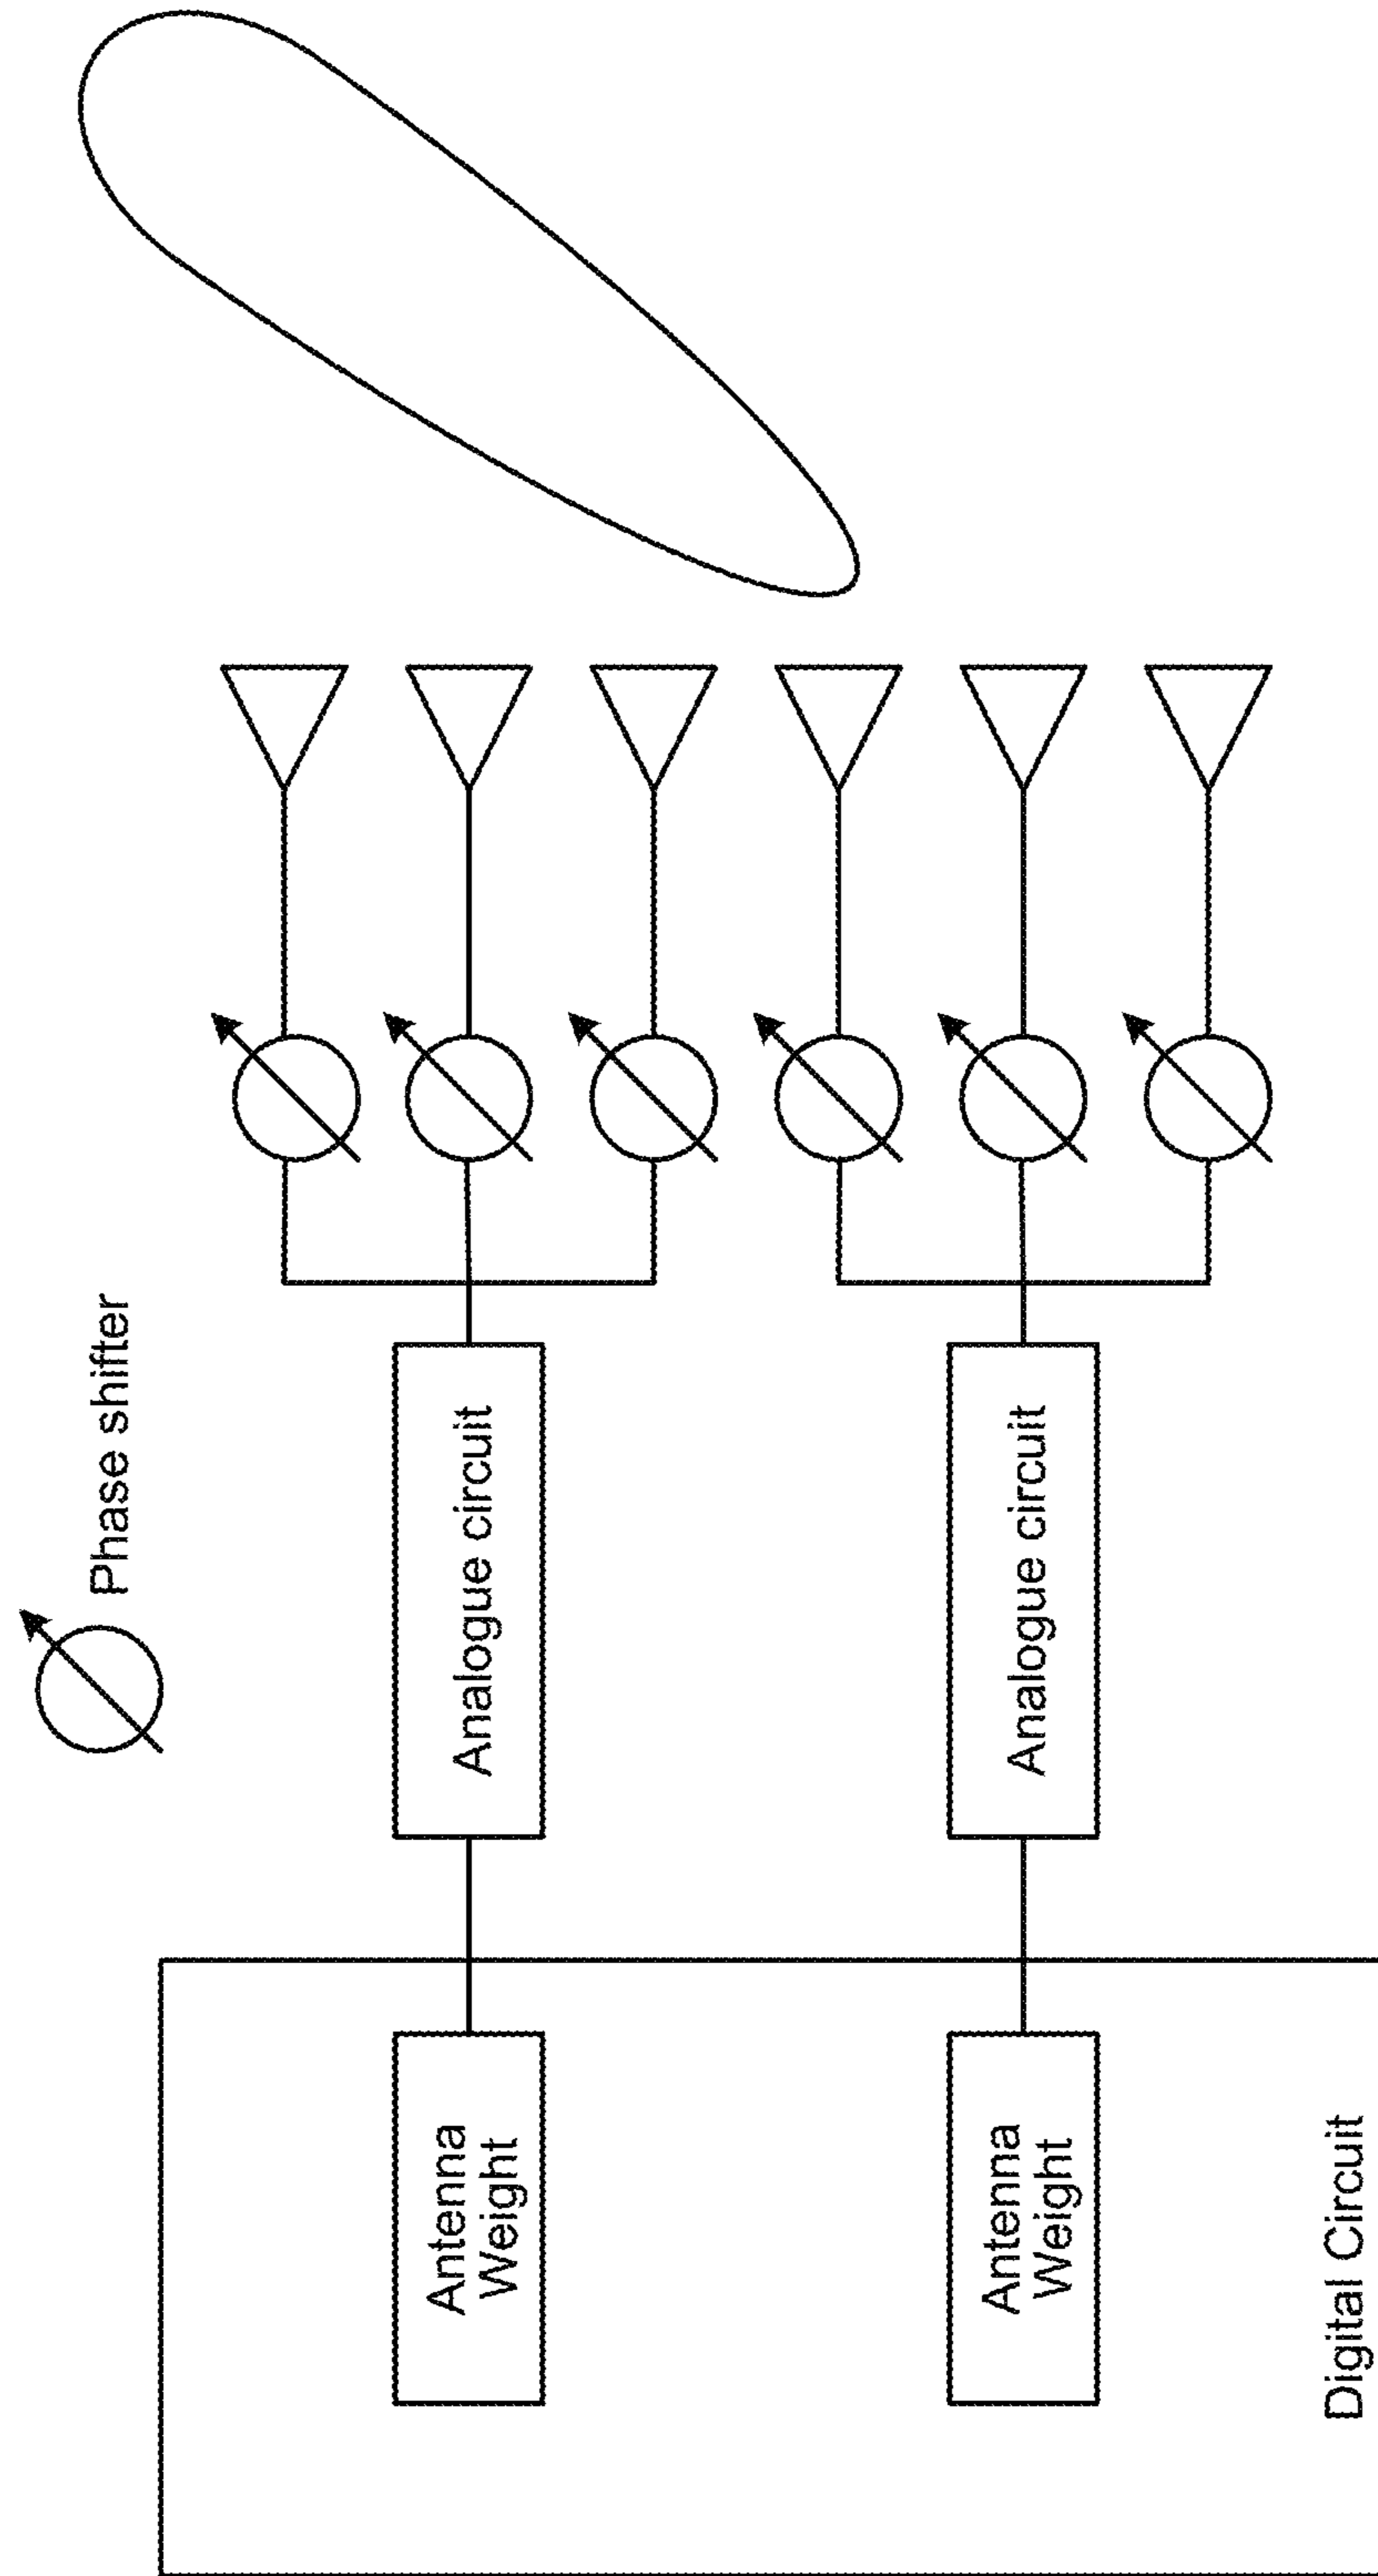 Phase shifter
Antenna
Weight
Analogue circuit
Antenna
Weight
Analogue circuit
Digital Circuit